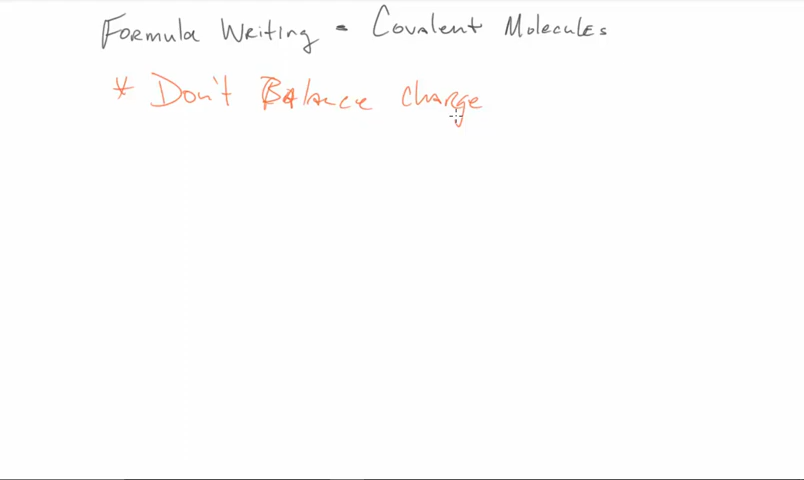 Formula Writing - Covalent Molecules
* Don't Balance charge